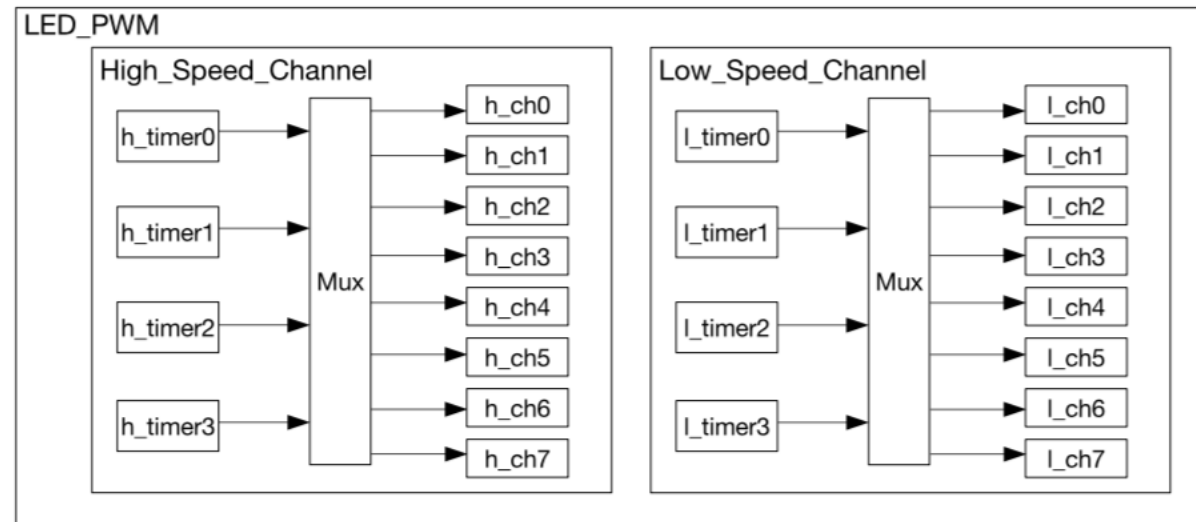 LED_PWM
High_Speed_Channel
h_timer0
h_timer1
h_timer2
h_timer3
Mux
h_ch0
h_ch1
h_ch2
h_ch3
h_ch4
h_ch5
h_ch6
h_ch7
Low_Speed_Channel
l_timer0
l_timer1
l_timer2
l_timer3
Mux
l_ch0
l_ch1
l_ch2
l_ch3
l_ch4
l_ch5
l_ch6
l_ch7